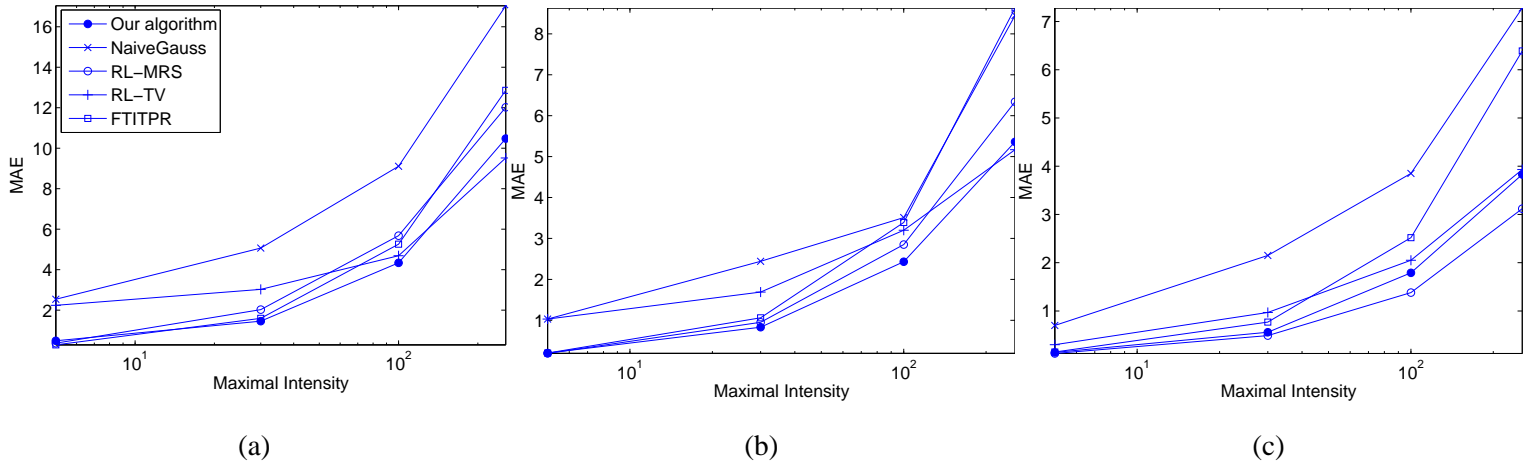 16
14
12
10
8
6
4
2
MAE
Our algorithm
NaiveGauss
RL−MRS
RL−TV
FTITPR
10^1
10^2
Maximal Intensity
(a)
8
7
6
5
4
3
2
1
MAE
10^1
10^2
Maximal Intensity
(b)
7
6
5
4
3
2
1
MAE
10^1
10^2
Maximal Intensity
(c)